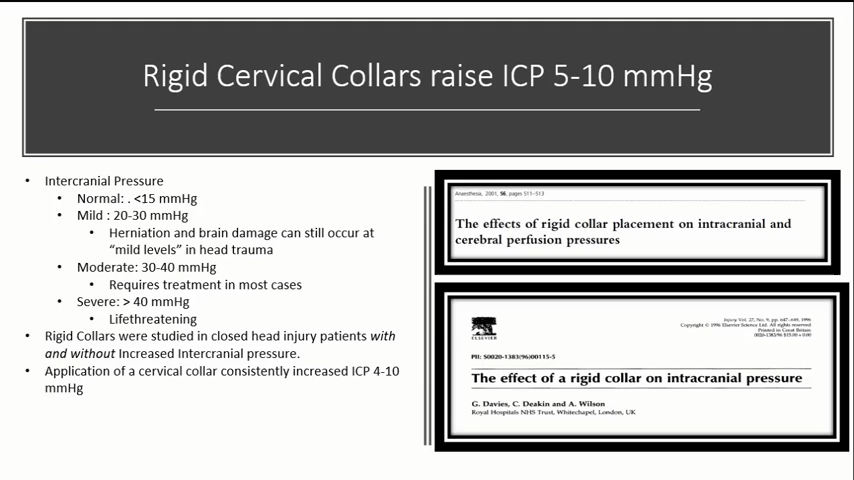 Rigid Cervical Collars raise ICP 5-10 mmHg
• Intercranial Pressure
• Normal: . <15 mmHg
• Mild : 20-30 mmHg
• Herniation and brain damage can still occur at
“mild levels” in head trauma
• Moderate: 30-40 mmHg
• Requires treatment in most cases
• Severe: > 40 mmHg
• Lifethreatening
• Rigid Collars were studied in closed head injury patients with
and without Increased Intercranial pressure.
• Application of a cervical collar consistently increased ICP 4-10
mmHg
Anaesthesia, 2001, 56, pages 511–513
The effects of rigid collar placement on intracranial and
cerebral perfusion pressures
ELSEVIER
Injury Vol. 27, No. 9, pp. 647–649, 1996
Copyright © 1996 Elsevier Science Ltd. All rights reserved
Printed in Great Britain
0020-1383/96 $15.00 + 0.00
PII: S0020-1383(96)00115-5
The effect of a rigid collar on intracranial pressure
G. Davies, C. Deakin and A. Wilson
Royal Hospitals NHS Trust, Whitechapel, London, UK